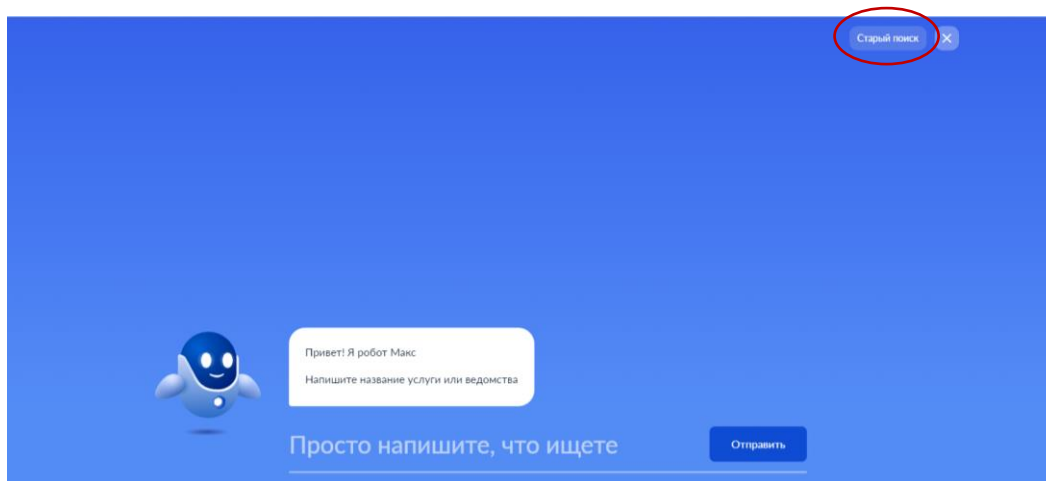 Старый поиск
Привет! Я робот Макс
Напишите название услуги или ведомства
Просто напишите, что ищете
Отправить